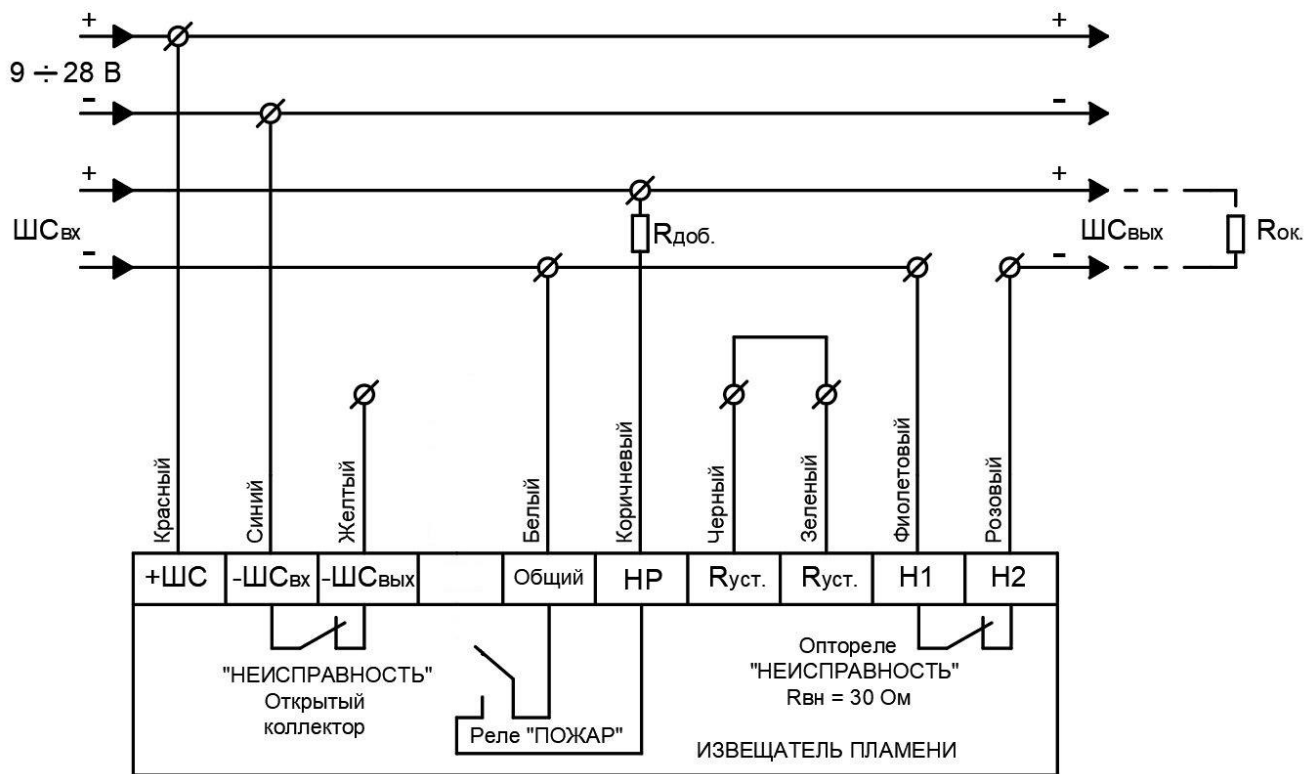 + +
9 ÷ 28 В
- -
+ +
Rдоб.
ШСвх ШСвых Rок.
- -
Красный
Синий
Желтый
Белый
Коричневый
Черный
Зеленый
Фиолетовый
Розовый
+ШС -ШСвх -ШСвых Общий НР Rуст. Rуст. Н1 Н2
"НЕИСПРАВНОСТЬ"
Открытый
коллектор
Реле "ПОЖАР"
Оптореле
"НЕИСПРАВНОСТЬ"
Rвн = 30 Ом
ИЗВЕЩАТЕЛЬ ПЛАМЕНИ